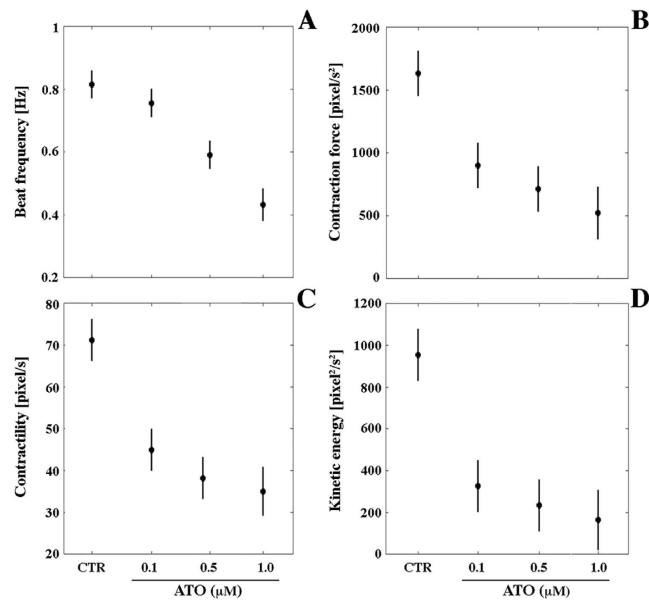 A
Beat frequency [Hz]
1
0.8
0.6
0.4
0.2
B
Contraction force [pixel/s²]
2000
1500
1000
500
0
C
Contractility [pixel/s]
80
70
60
50
40
30
20
CTR
0.1
0.5
1.0
ATO (µM)
D
Kinetic energy [pixel²/s²]
1200
1000
800
600
400
200
0
CTR
0.1
0.5
1.0
ATO (µM)